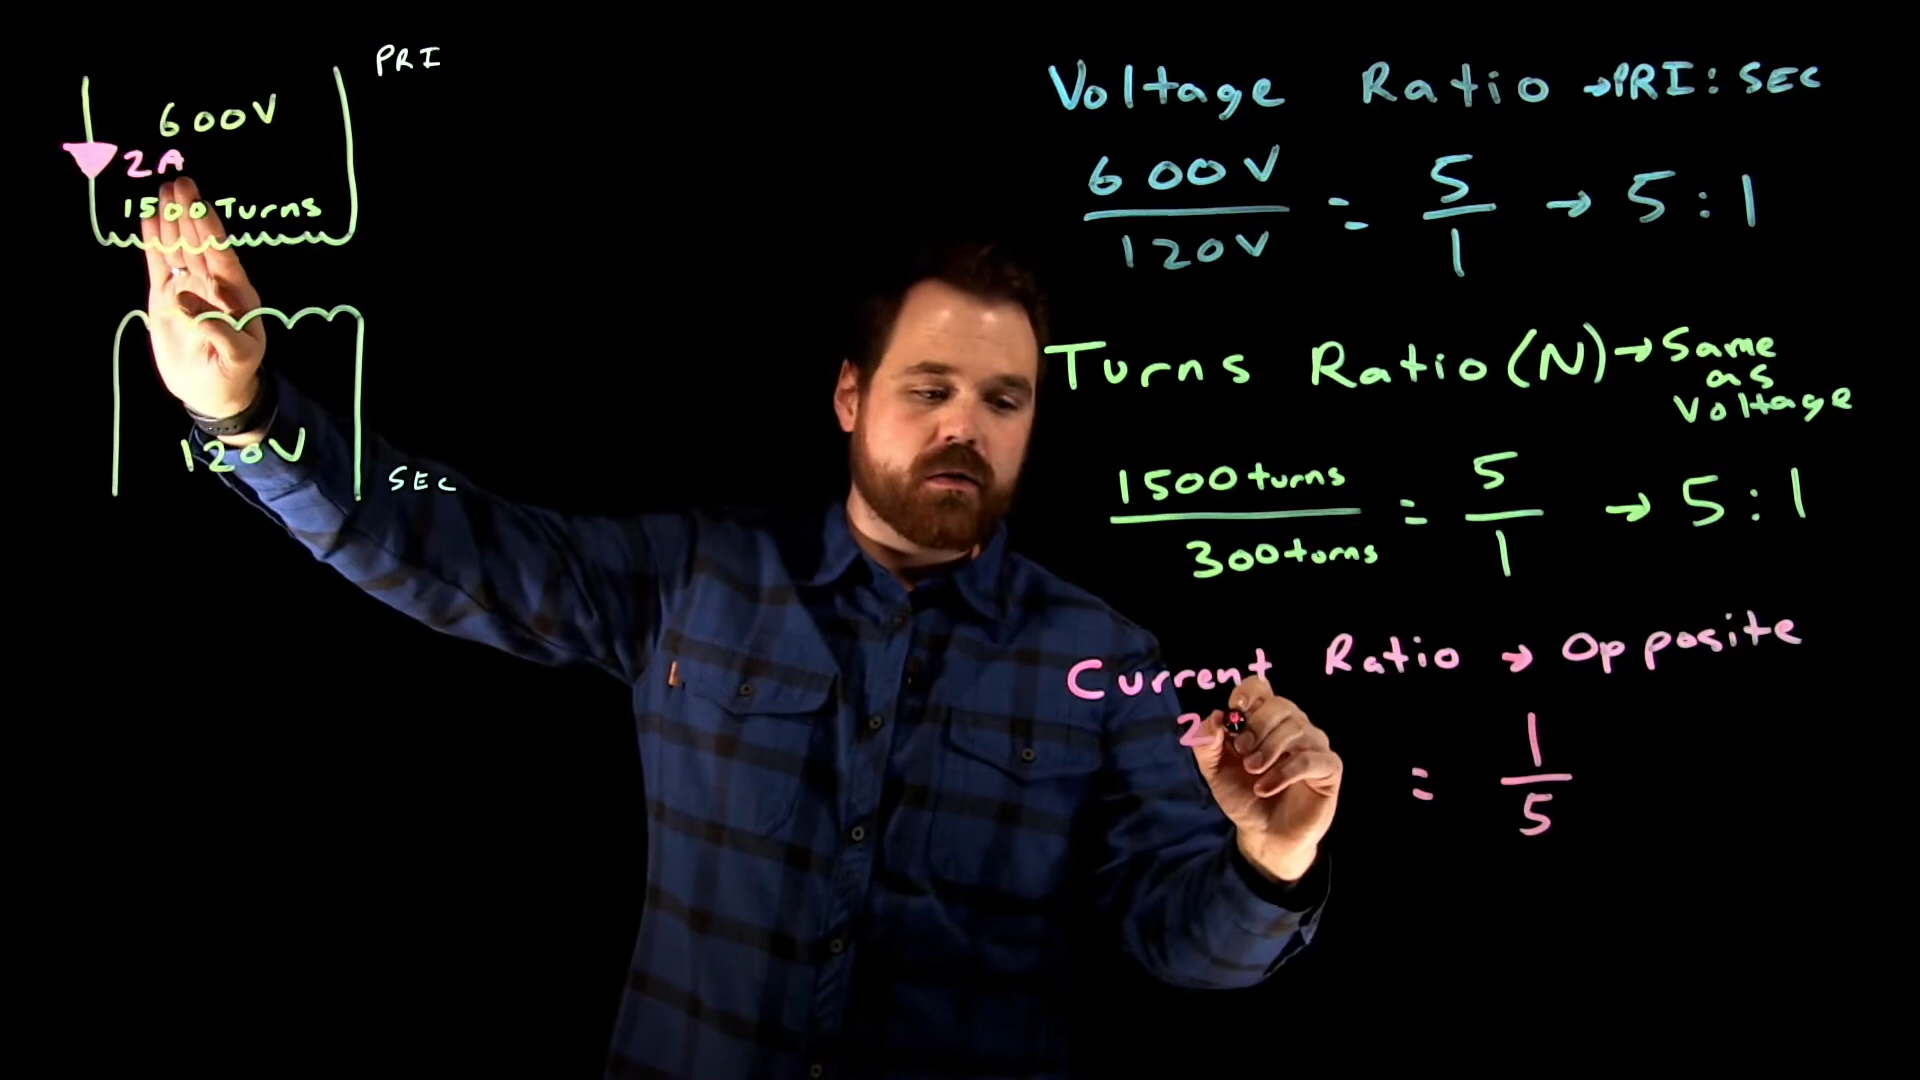 PRI
600V
2A
1500 Turns
120V
SEC
Voltage Ratio → PRI: SEC
600V
120V
= 5
1
→ 5:1
Turns Ratio (N) → Same
as
Voltage
1500 turns
300 turns
= 5
1
→ 5:1
Current Ratio → Opposite
2
= 1
5